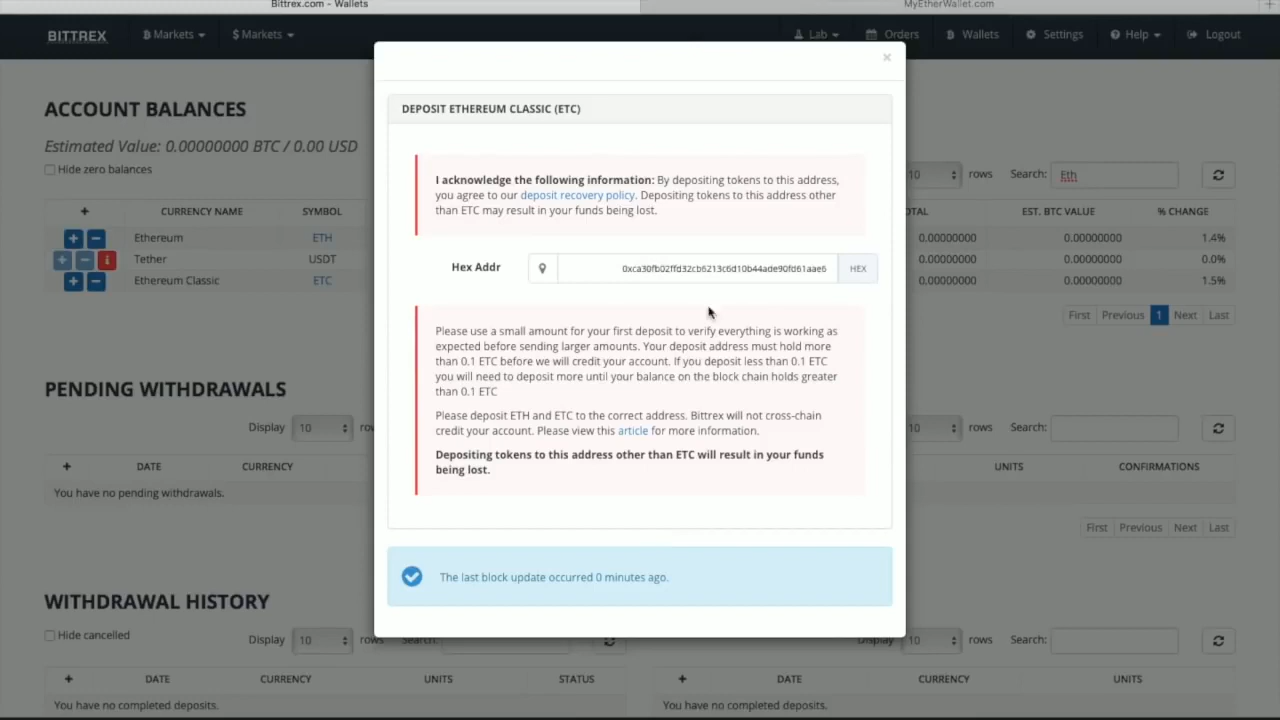 Bittrex.com - Wallets
MyEtherWallet.com
BITTREX
Ƀ Markets
$ Markets
Lab
Orders
Ƀ Wallets
Settings
Help
Logout
×
ACCOUNT BALANCES
Estimated Value: 0.00000000 BTC / 0.00 USD
Hide zero balances
10 rows Search: Eth
+ CURRENCY NAME SYMBOL
OTAL EST. BTC VALUE % CHANGE
Ethereum ETH 0.00000000 0.00000000 1.4%
Tether USDT 0.00000000 0.00000000 0.0%
Ethereum Classic ETC 0.00000000 0.00000000 1.5%
First Previous 1 Next Last
DEPOSIT ETHEREUM CLASSIC (ETC)
I acknowledge the following information: By depositing tokens to this address,
you agree to our deposit recovery policy. Depositing tokens to this address other
than ETC may result in your funds being lost.
Hex Addr 0xca30fb02ffd32cb6213c6d10b44ade90fd61aae6 HEX
Please use a small amount for your first deposit to verify everything is working as
expected before sending larger amounts. Your deposit address must hold more
than 0.1 ETC before we will credit your account. If you deposit less than 0.1 ETC
you will need to deposit more until your balance on the block chain holds greater
than 0.1 ETC
Please deposit ETH and ETC to the correct address. Bittrex will not cross-chain
credit your account. Please view this article for more information.
Depositing tokens to this address other than ETC will result in your funds
being lost.
The last block update occurred 0 minutes ago.
PENDING WITHDRAWALS
Display 10 rov
10 rows Search:
+ DATE CURRENCY
UNITS CONFIRMATIONS
You have no pending withdrawals.
First Previous Next Last
WITHDRAWAL HISTORY
Hide cancelled
Display 10 rows Search:
Display 10 rows Search:
+ DATE CURRENCY UNITS STATUS
+ DATE CURRENCY UNITS
You have no completed withdrawals.
You have no completed deposits.